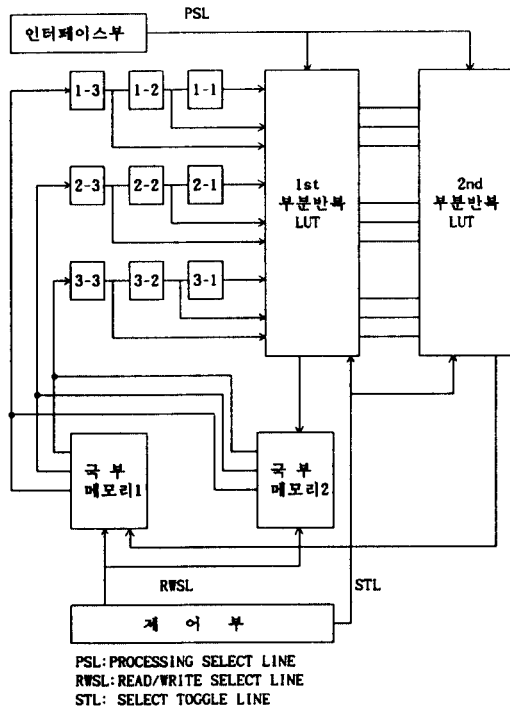 PSL
인터페이스부
1-3 1-2 1-1
2-3 2-2 2-1
3-3 3-2 3-1
1st
부분반복
LUT
2nd
부분반복
LUT
국 부
메모리1
국 부
메모리2
RWSL
STL
제 어 부
PSL:PROCESSING SELECT LINE
RWSL:READ/WRITE SELECT LINE
STL: SELECT TOGGLE LINE